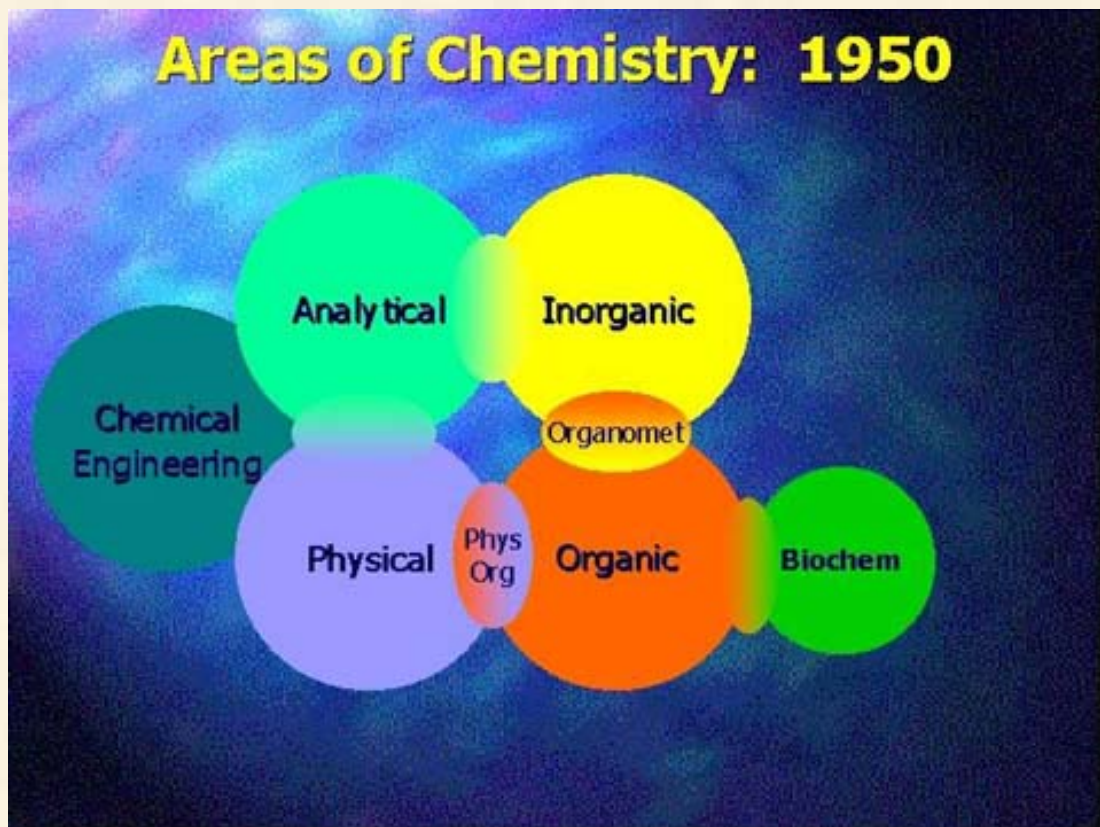 Areas of Chemistry: 1950
Analytical
Inorganic
Chemical
Engineering
Organomet
Physical
Phys
Org
Organic
Biochem